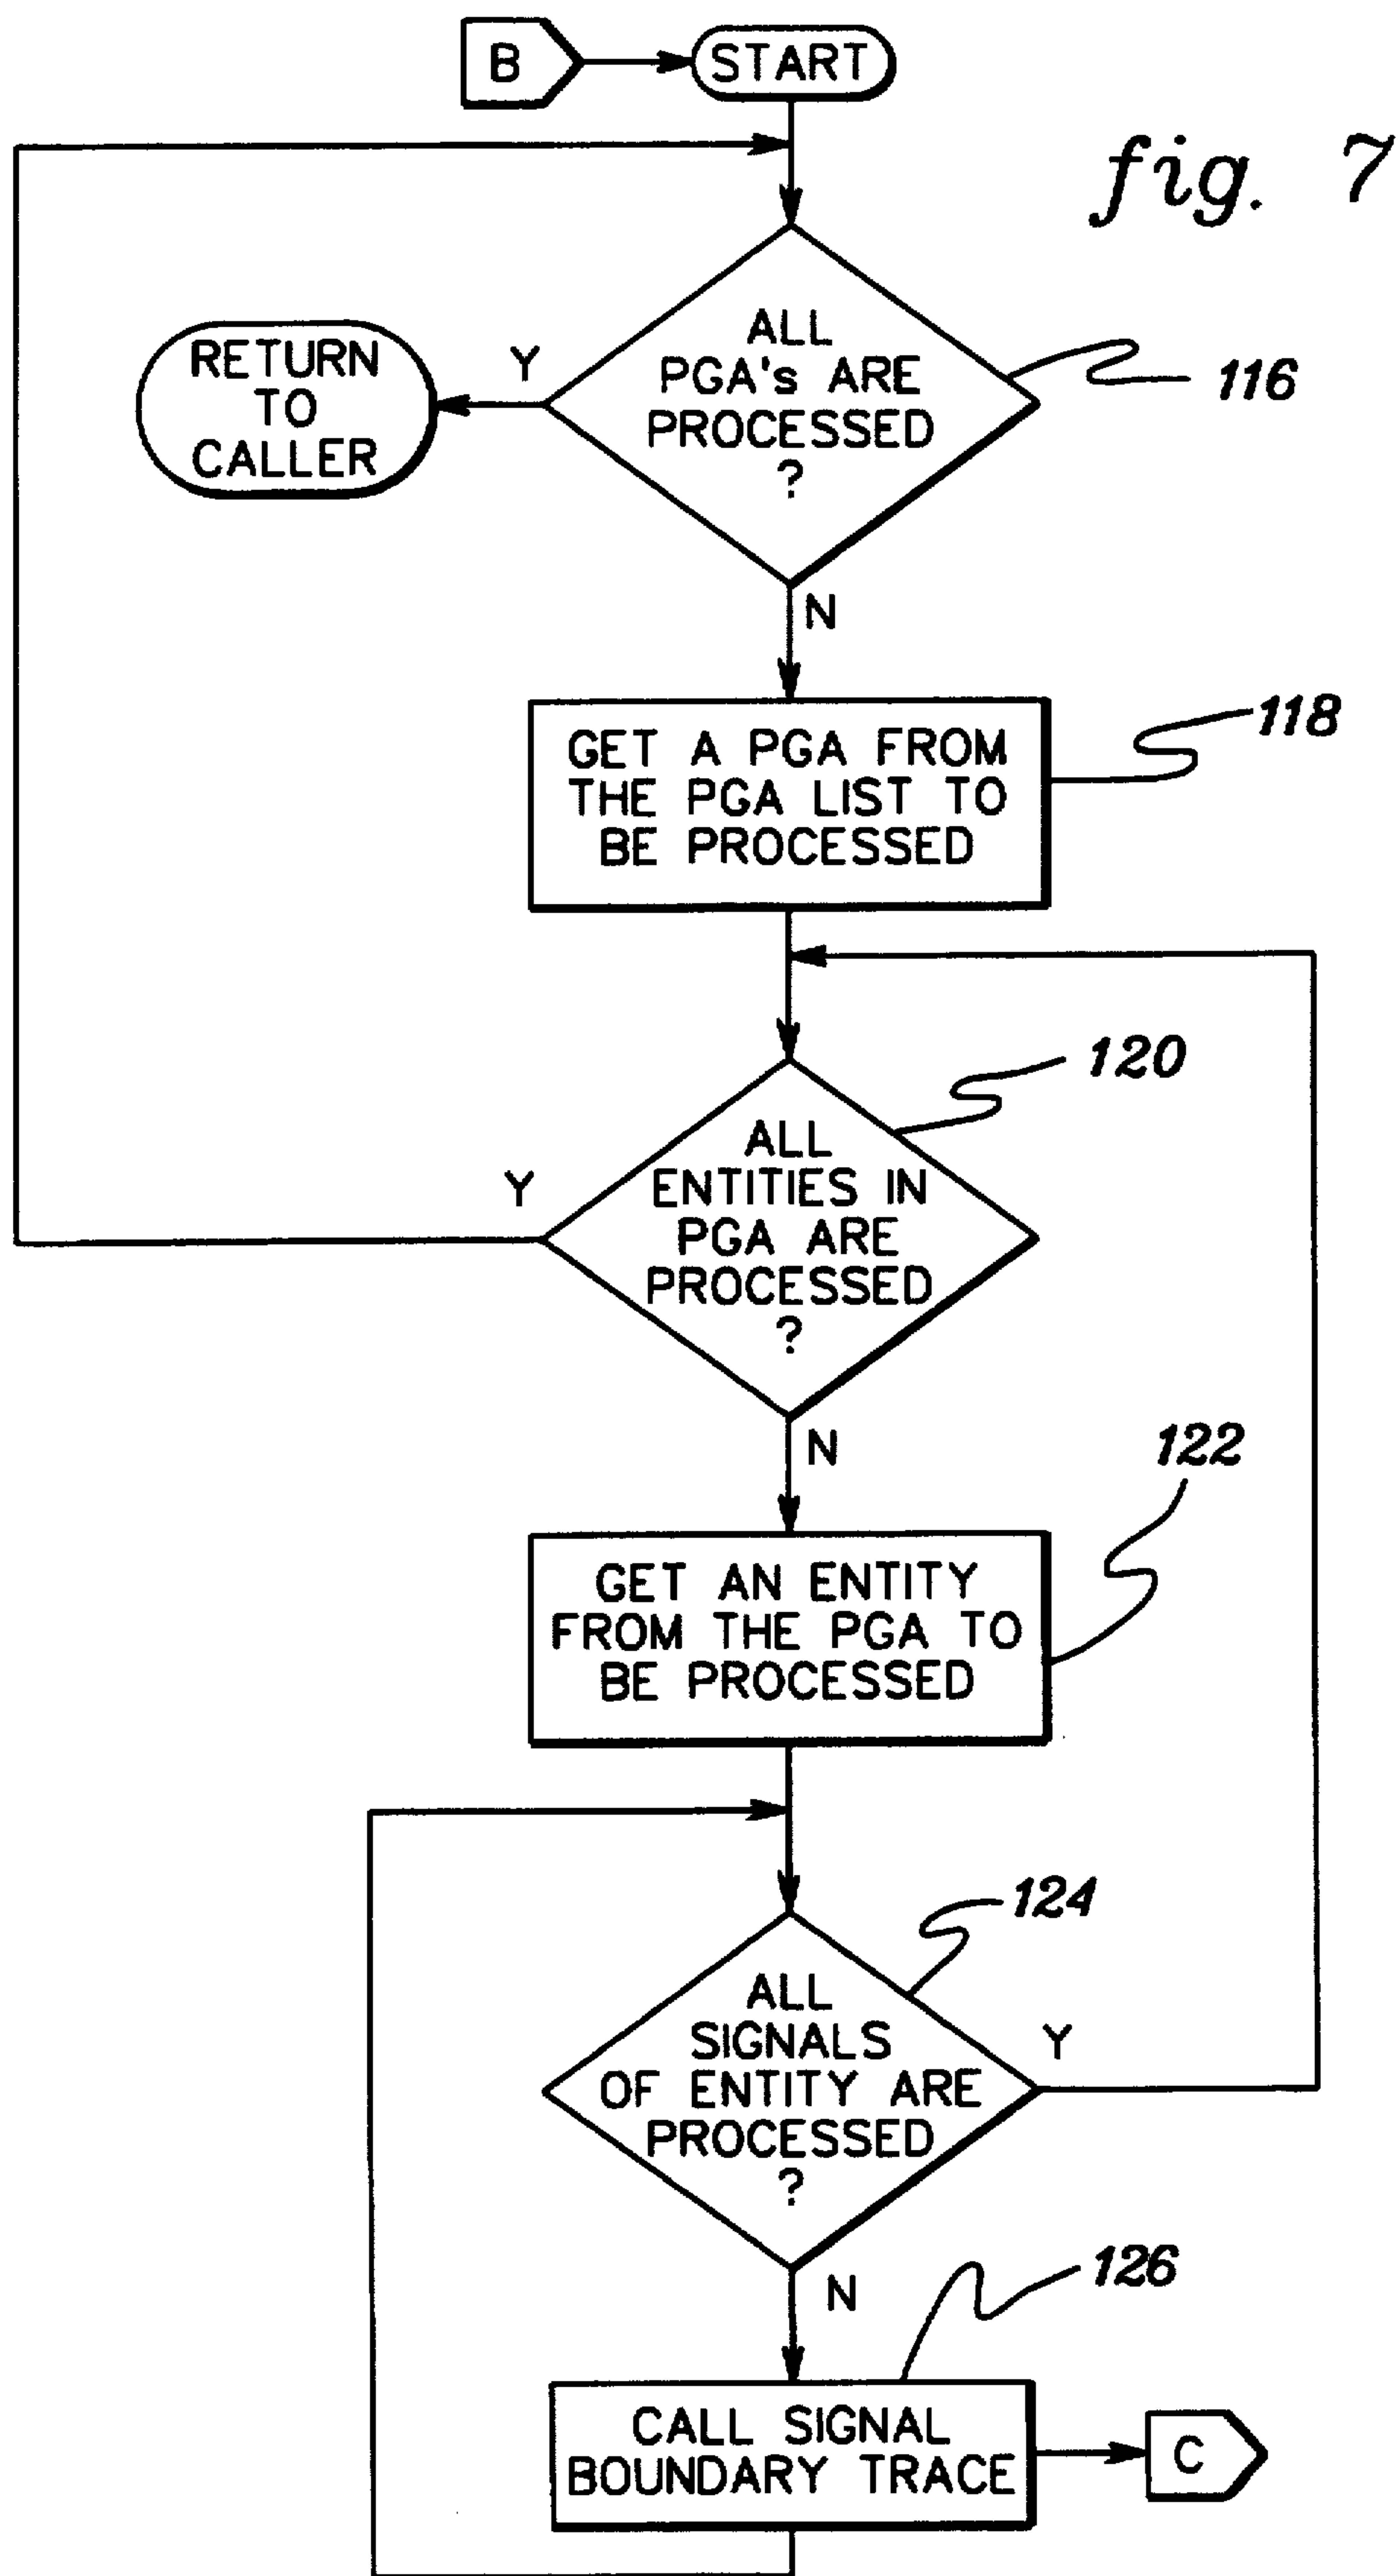 B
START
fig. 7
ALL
PGA's ARE
PROCESSED
?
116
Y
RETURN
TO
CALLER
N
GET A PGA FROM
THE PGA LIST TO
BE PROCESSED
118
120
ALL
ENTITIES IN
PGA ARE
PROCESSED
?
Y
N
122
GET AN ENTITY
FROM THE PGA TO
BE PROCESSED
124
ALL
SIGNALS
OF ENTITY ARE
PROCESSED
?
Y
N
126
CALL SIGNAL
BOUNDARY TRACE
C